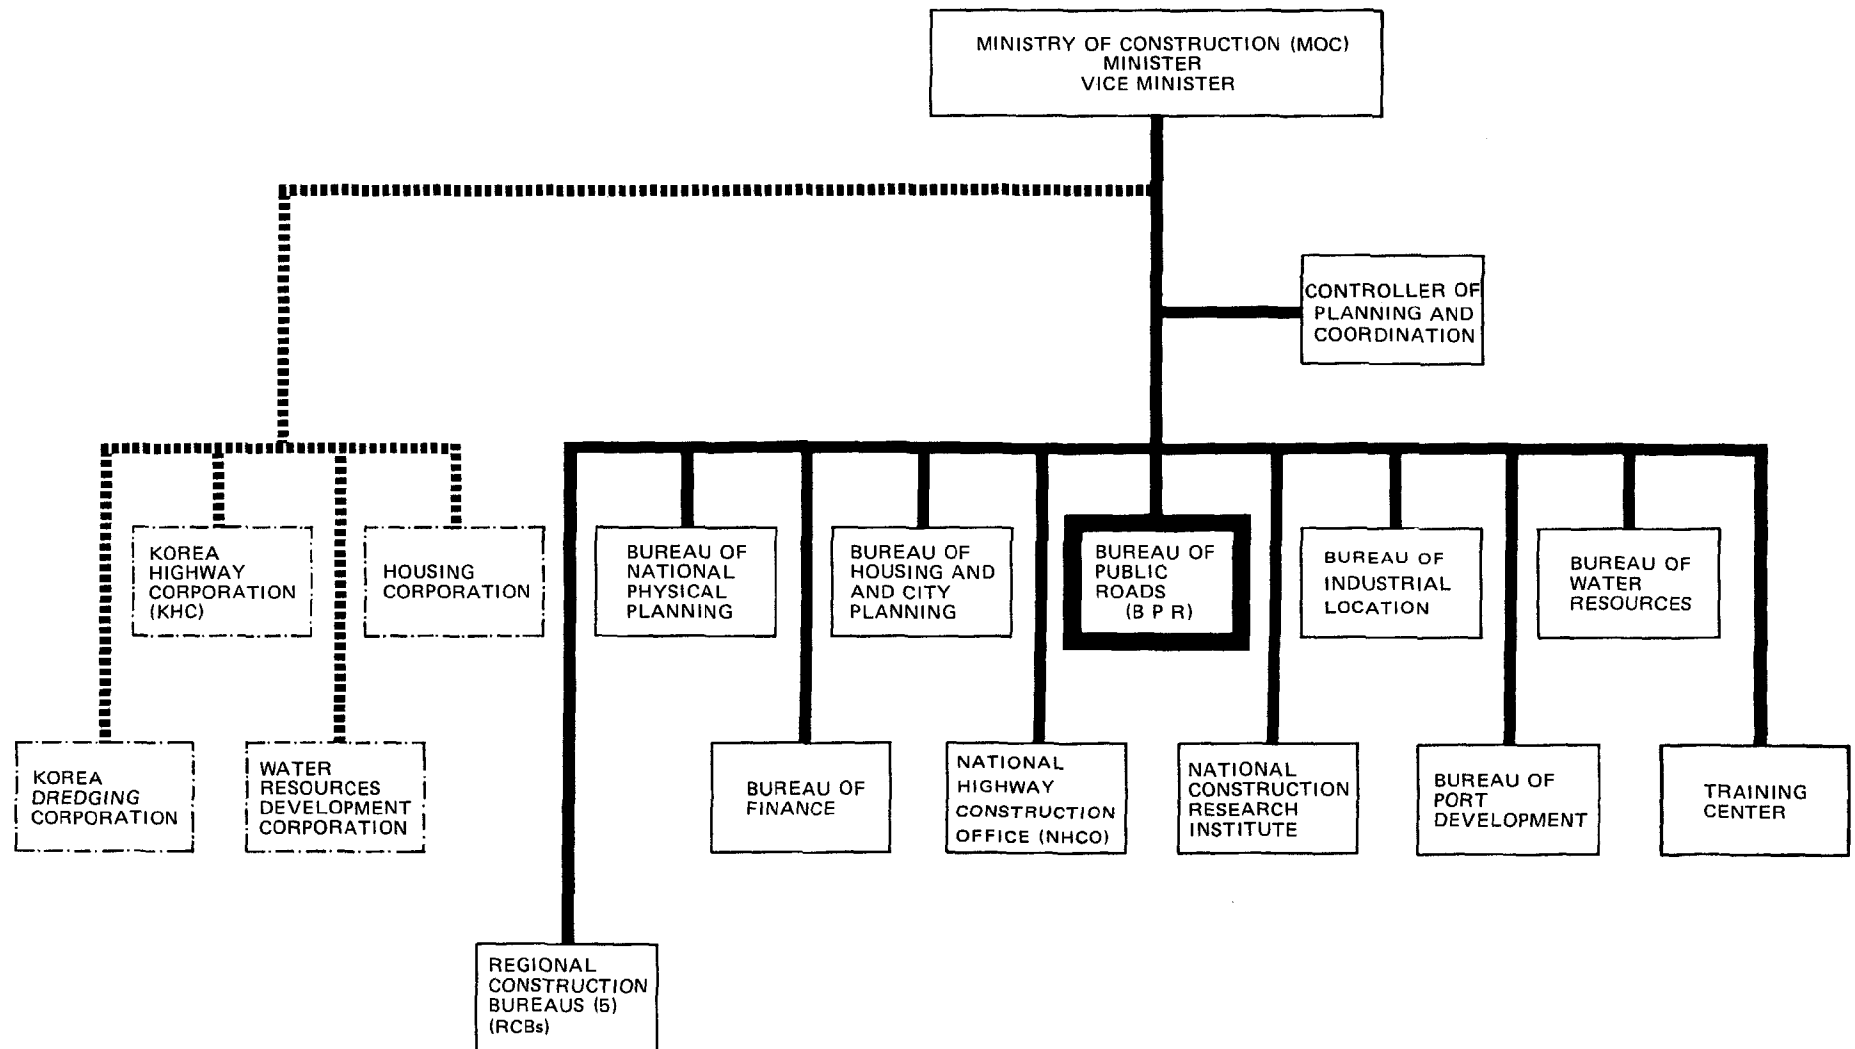 MINISTRY OF CONSTRUCTION (MOC)
MINISTER
VICE MINISTER
CONTROLLER OF
PLANNING AND
COORDINATION
KOREA
HIGHWAY
CORPORATION
(KHC)
HOUSING
CORPORATION
BUREAU OF
NATIONAL
PHYSICAL
PLANNING
BUREAU OF
HOUSING AND
AND CITY
PLANNING
BUREAU OF
PUBLIC
ROADS
(B P R)
BUREAU OF
INDUSTRIAL
LOCATION
BUREAU OF
WATER
RESOURCES
KOREA
DREDGING
CORPORATION
WATER
RESOURCES
DEVELOPMENT
CORPORATION
BUREAU OF
FINANCE
NATIONAL
HIGHWAY
CONSTRUCTION
OFFICE (NHCO)
NATIONAL
CONSTRUCTION
RESEARCH
INSTITUTE
BUREAU OF
PORT
DEVELOPMENT
TRAINING
CENTER
REGIONAL
CONSTRUCTION
BUREAUS (5)
(RCBs)